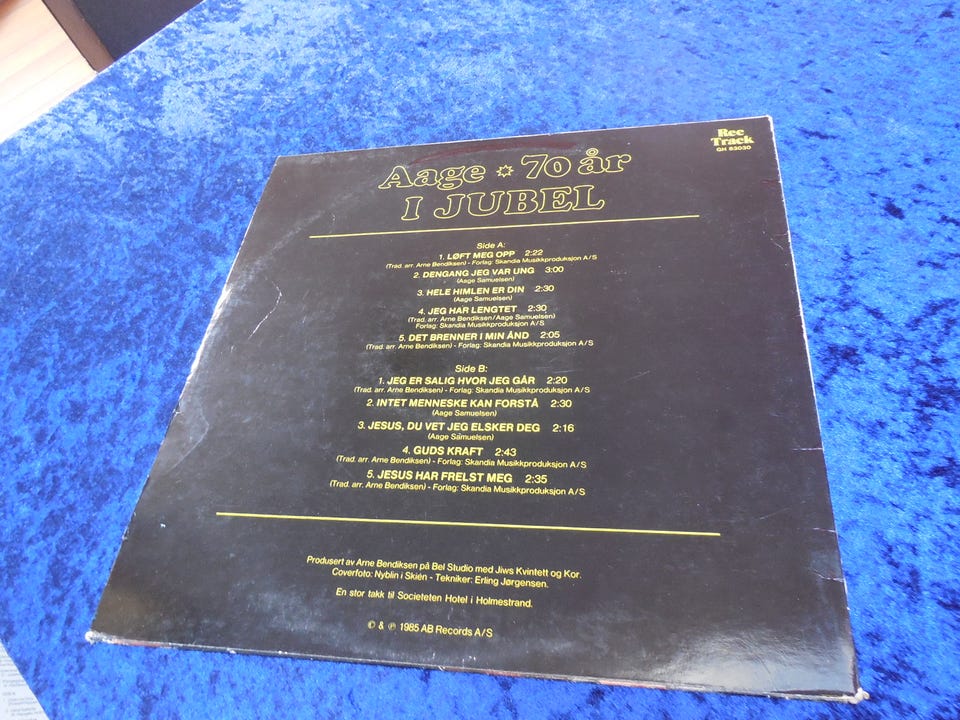 Rec
Track
GH 83030
Aage ☼ 70 år
I JUBEL
Side A:
1. LØFT MEG OPP 2:22
(Trad. arr. Arne Bendiksen) - Forlag: Skandia Musikkproduksjon A/S
2. DENGANG JEG VAR UNG 3:00
(Aage Samuelsen)
3. HELE HIMLEN ER DIN 2:30
(Aage Samuelsen)
4. JEG HAR LENGTET 2:30
(Trad. arr. Arne Bendiksen/Aage Samuelsen)
Forlag: Skandia Musikkproduksjon A/S
5. DET BRENNER I MIN ÅND 2:05
(Trad. arr. Arne Bendiksen) - Forlag: Skandia Musikkproduksjon A/S
Side B:
1. JEG ER SALIG HVOR JEG GÅR 2:20
(Trad. arr. Arne Bendiksen) - Forlag: Skandia Musikkproduksjon A/S
2. INTET MENNESKE KAN FORSTÅ 2:30
(Aage Samuelsen)
3. JESUS, DU VET JEG ELSKER DEG 2:16
(Aage Samuelsen)
4. GUDS KRAFT 2:43
(Trad. arr. Arne Bendiksen) - Forlag: Skandia Musikkproduksjon A/S
5. JESUS HAR FRELST MEG 2:35
(Trad. arr. Arne Bendiksen) - Forlag: Skandia Musikkproduksjon A/S
Produsert av Arne Bendiksen på Bel Studio med Jiws Kvintett og Kor.
Coverfoto: Nyblin i Skién - Tekniker: Erling Jørgensen.
En stor takk til Societeten Hotel i Holmestrand.
© & ℗ 1985 AB Records A/S